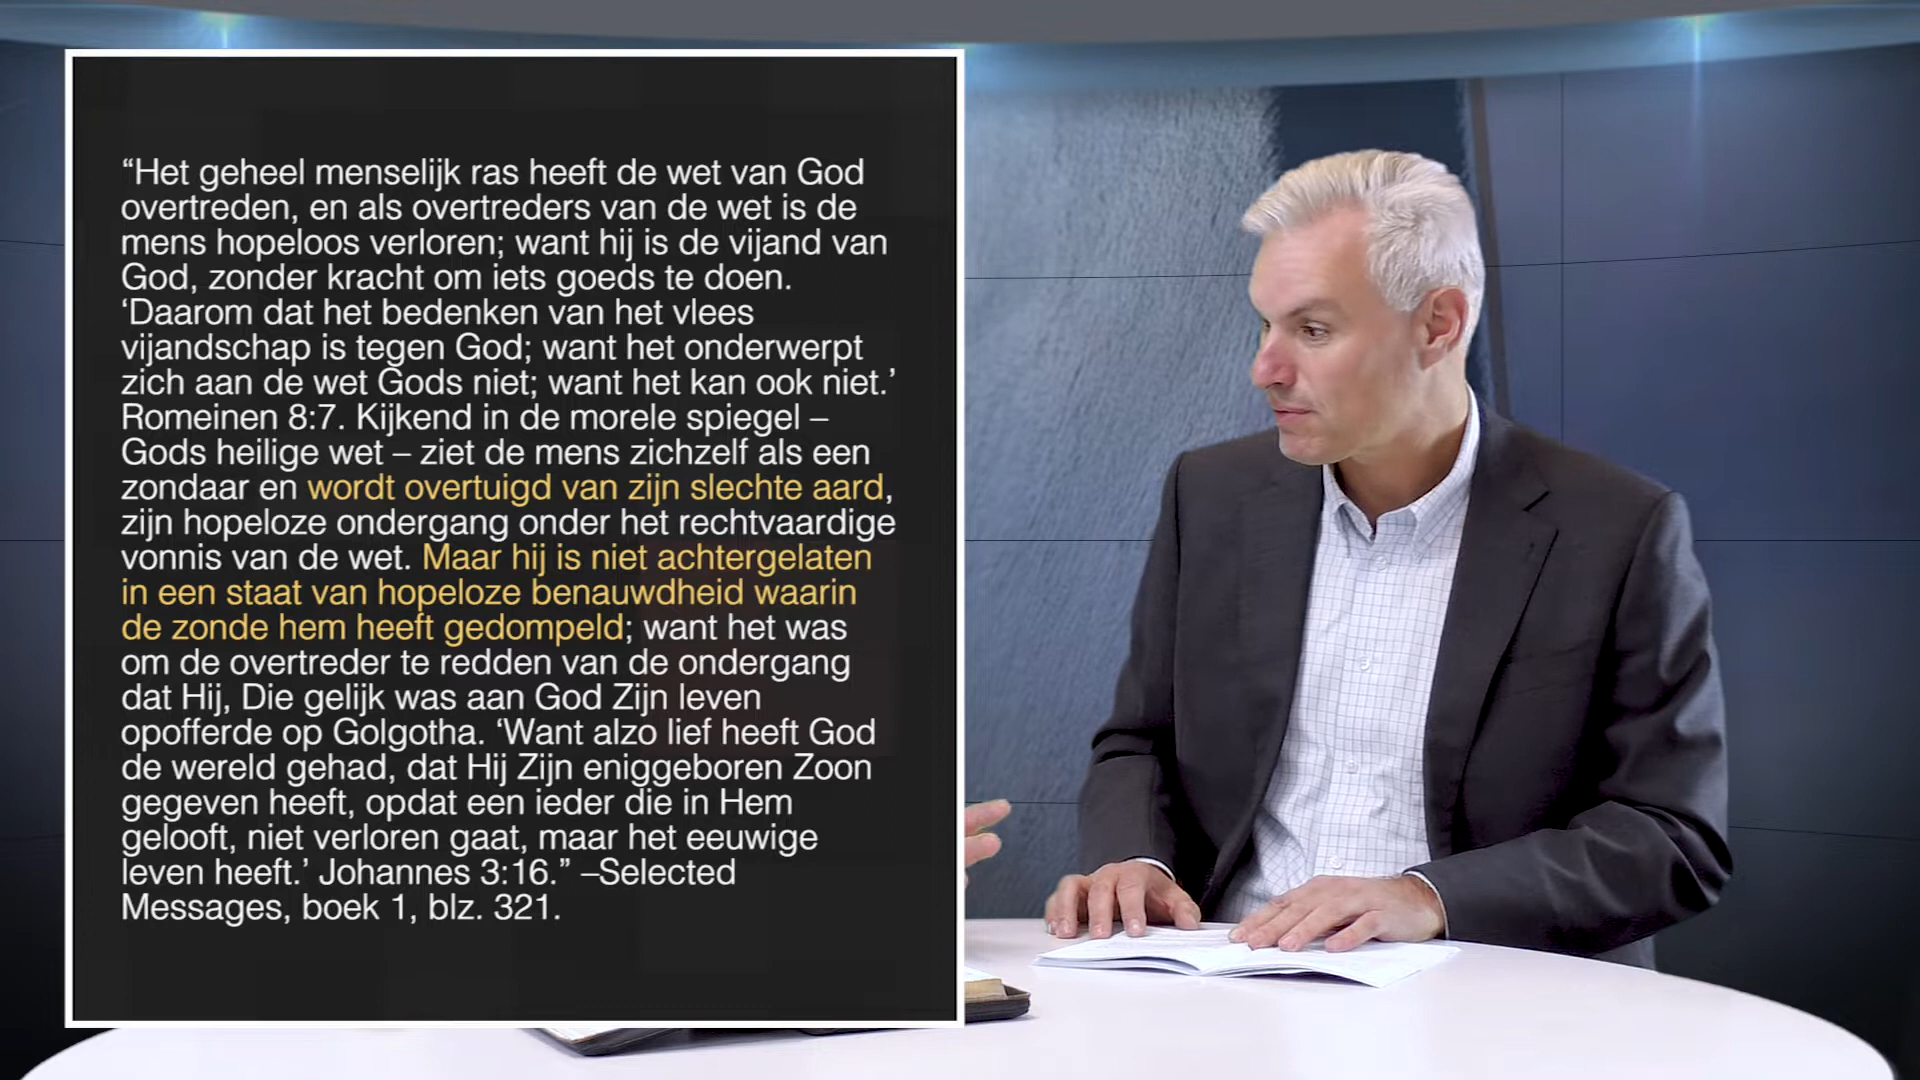 “Het geheel menselijk ras heeft de wet van God
overtreden, en als overtreders van de wet is de
mens hopeloos verloren; want hij is de vijand van
God, zonder kracht om iets goeds te doen.
‘Daarom dat het bedenken van het vlees
vijandschap is tegen God; want het onderwerpt
zich aan de wet Gods niet; want het kan ook niet.’
Romeinen 8:7. Kijkend in de morele spiegel –
Gods heilige wet – ziet de mens zichzelf als een
zondaar en wordt overtuigd van zijn slechte aard,
zijn hopeloze ondergang onder het rechtvaardige
vonnis van de wet. Maar hij is niet achtergelaten
in een staat van hopeloze benauwdheid waarin
de zonde hem heeft gedompeld; want het was
om de overtreder te redden van de ondergang
dat Hij, Die gelijk was aan God Zijn leven
opofferde op Golgotha. ‘Want alzo lief heeft God
de wereld gehad, dat Hij Zijn eniggeboren Zoon
gegeven heeft, opdat een ieder die in Hem
gelooft, niet verloren gaat, maar het eeuwige
leven heeft.’ Johannes 3:16.” –Selected
Messages, boek 1, blz. 321.